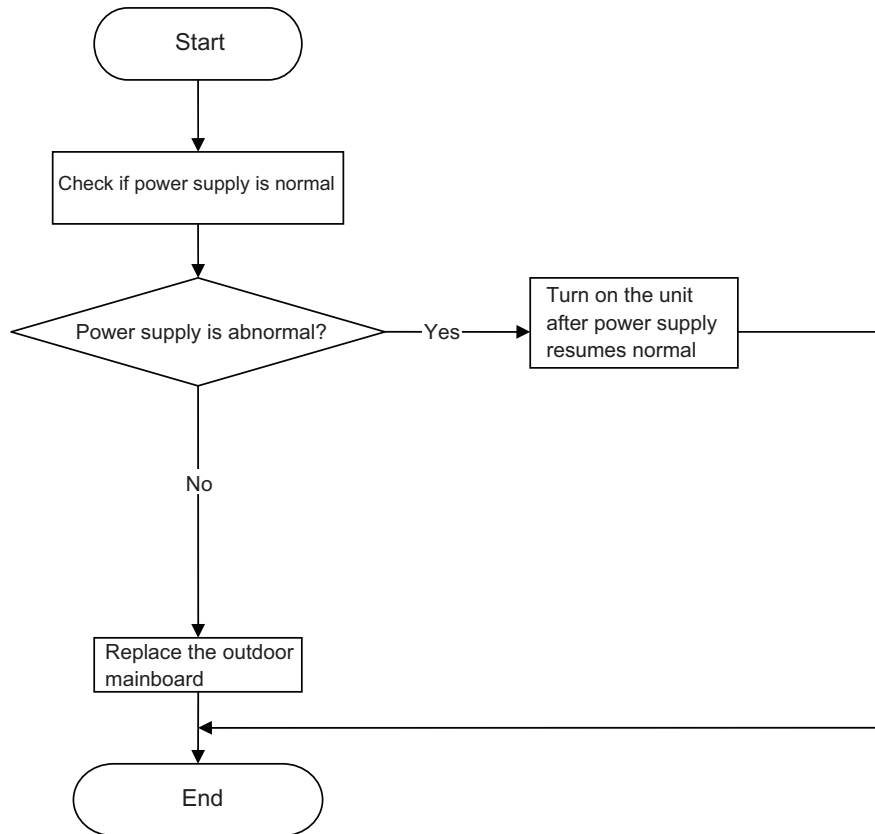 Start
Check if power supply is normal
Power supply is abnormal?
Yes
Turn on the unit
after power supply
resumes normal
No
Replace the outdoor
mainboard
End